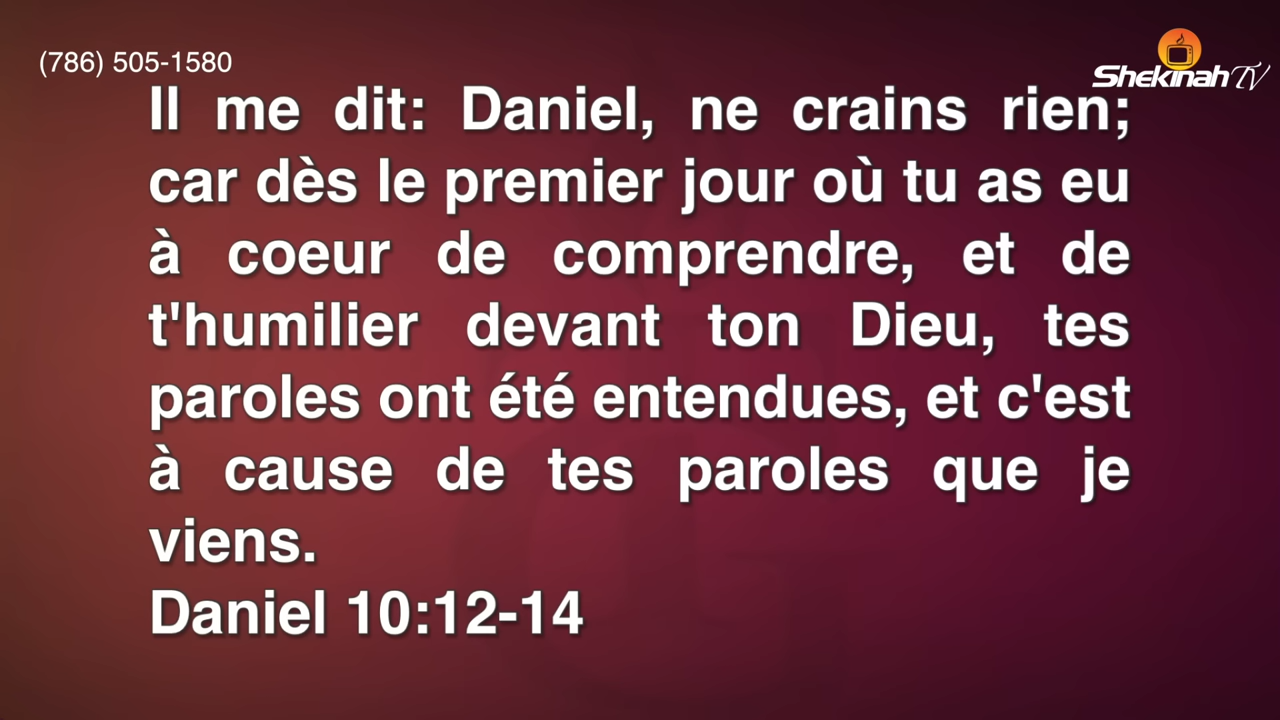 (786) 505-1580
Shekinah TV
Il me dit: Daniel, ne crains rien;
car dès le premier jour où tu as eu
à coeur de comprendre, et de
t'humilier devant ton Dieu, tes
paroles ont été entendues, et c'est
à cause de tes paroles que je
viens.
Daniel 10:12-14